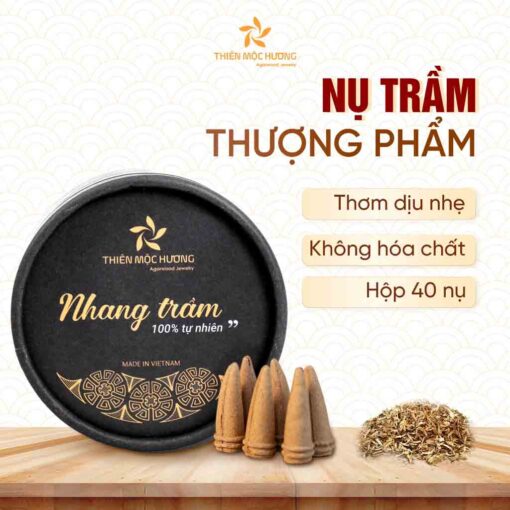 THIÊN MỘC HƯƠNG
Agarwood Jewelry
NỤ TRẦM
THƯỢNG PHẨM
Thơm dịu nhẹ
Không hóa chất
Hộp 40 nụ
THIÊN MỘC HƯƠNG
Agarwood Jewelry
Nhang trầm
100% tự nhiên ”
MADE IN VIETNAM